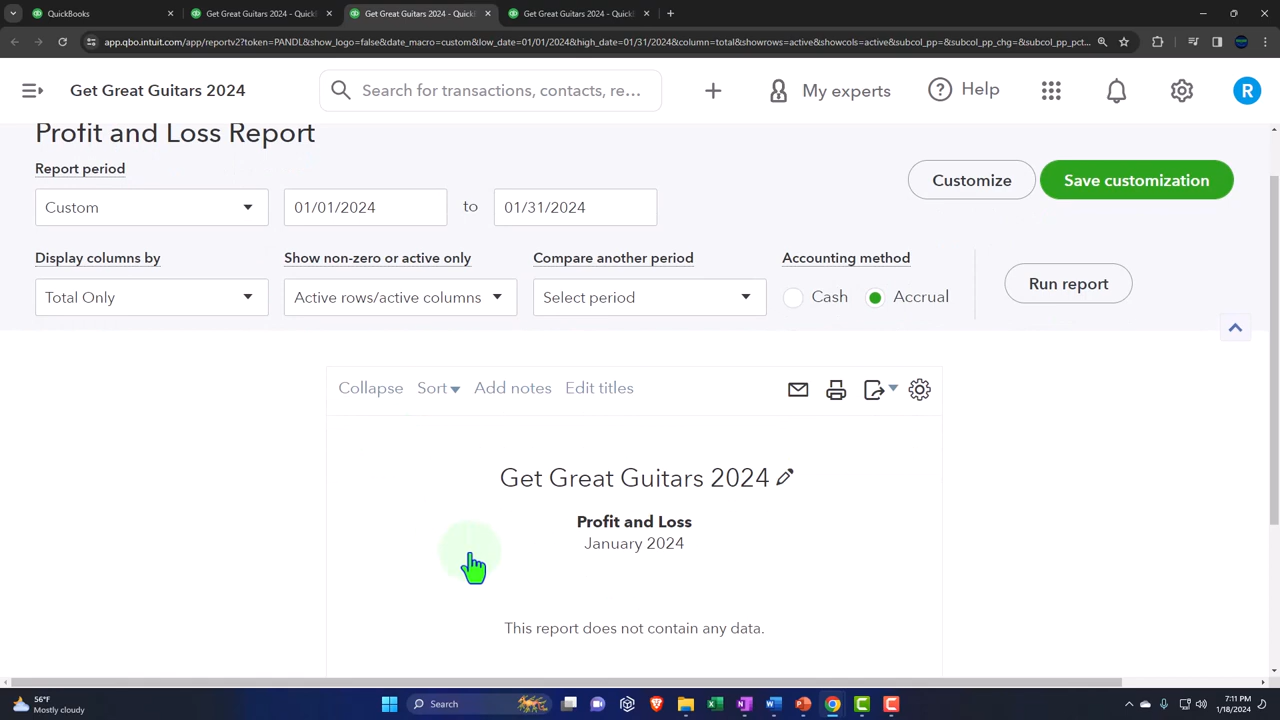 QuickBooks
Get Great Guitars 2024 - QuickB
Get Great Guitars 2024 - QuickB
Get Great Guitars 2024 - QuickB
app.qbo.intuit.com/app/reportv2?token=PANDL&show_logo=false&date_macro=custom&low_date=01/01/2024&high_date=01/31/2024&column=total&showrows=active&showcols=active&subcol_pp=&subcol_pp_chg=&subcol_pp_pct...
Get Great Guitars 2024
Search for transactions, contacts, re...
My experts
Help
R
Profit and Loss Report
Report period
Custom
01/01/2024
to
01/31/2024
Customize
Save customization
Display columns by
Show non-zero or active only
Compare another period
Accounting method
Total Only
Active rows/active columns
Select period
Cash
Accrual
Run report
Collapse
Sort
Add notes
Edit titles
Get Great Guitars 2024
Profit and Loss
January 2024
This report does not contain any data.
56°F
Mostly cloudy
Search
7:11 PM
1/18/2024